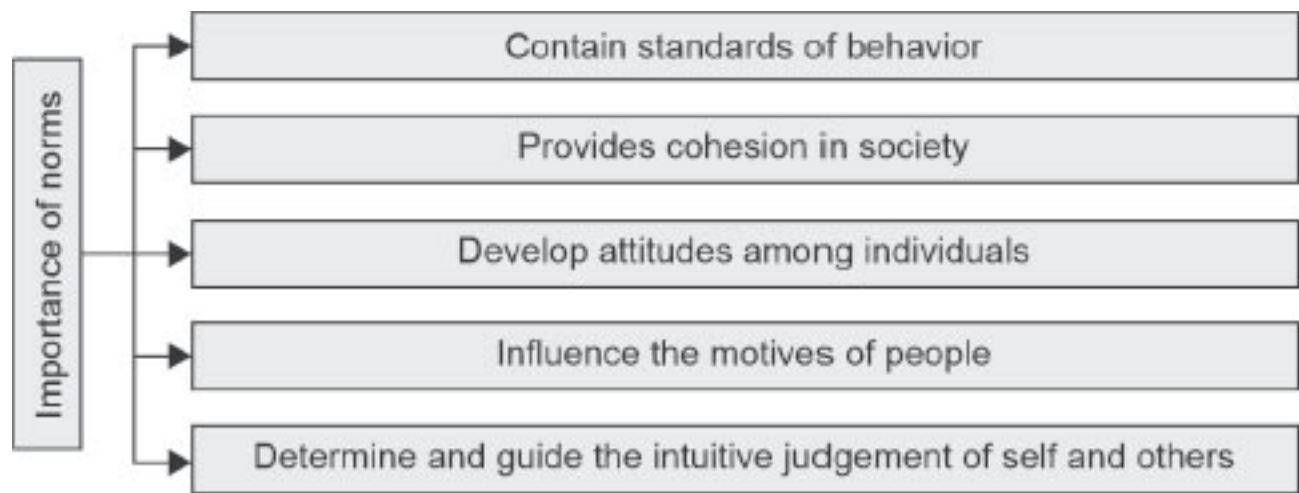 Importance of norms
Contain standards of behavior
Provides cohesion in society
Develop attitudes among individuals
Influence the motives of people
Determine and guide the intuitive judgement of self and others